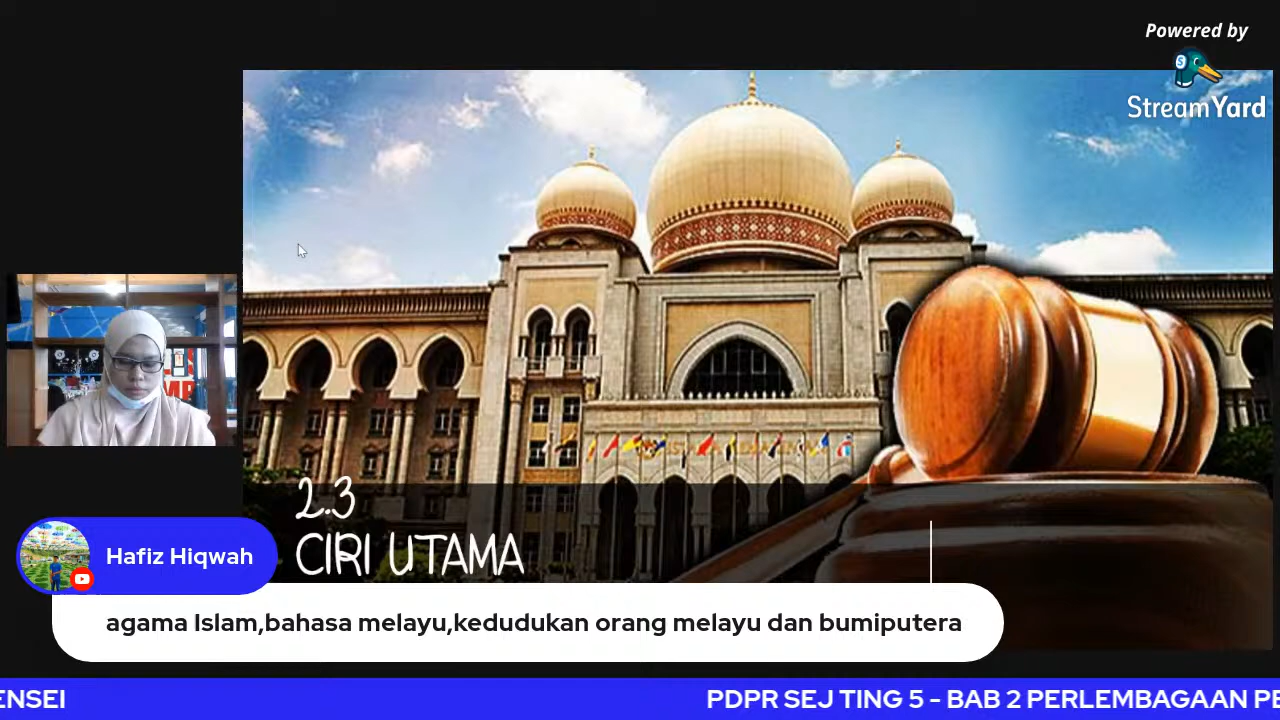 Powered by
StreamYard
2.3
CIRI UTAMA
Hafiz Hiqwah
agama Islam,bahasa melayu,kedudukan orang melayu dan bumiputera
ENSEI
PDPR SEJ TING 5 - BAB 2 PERLEMBAGAAN PE